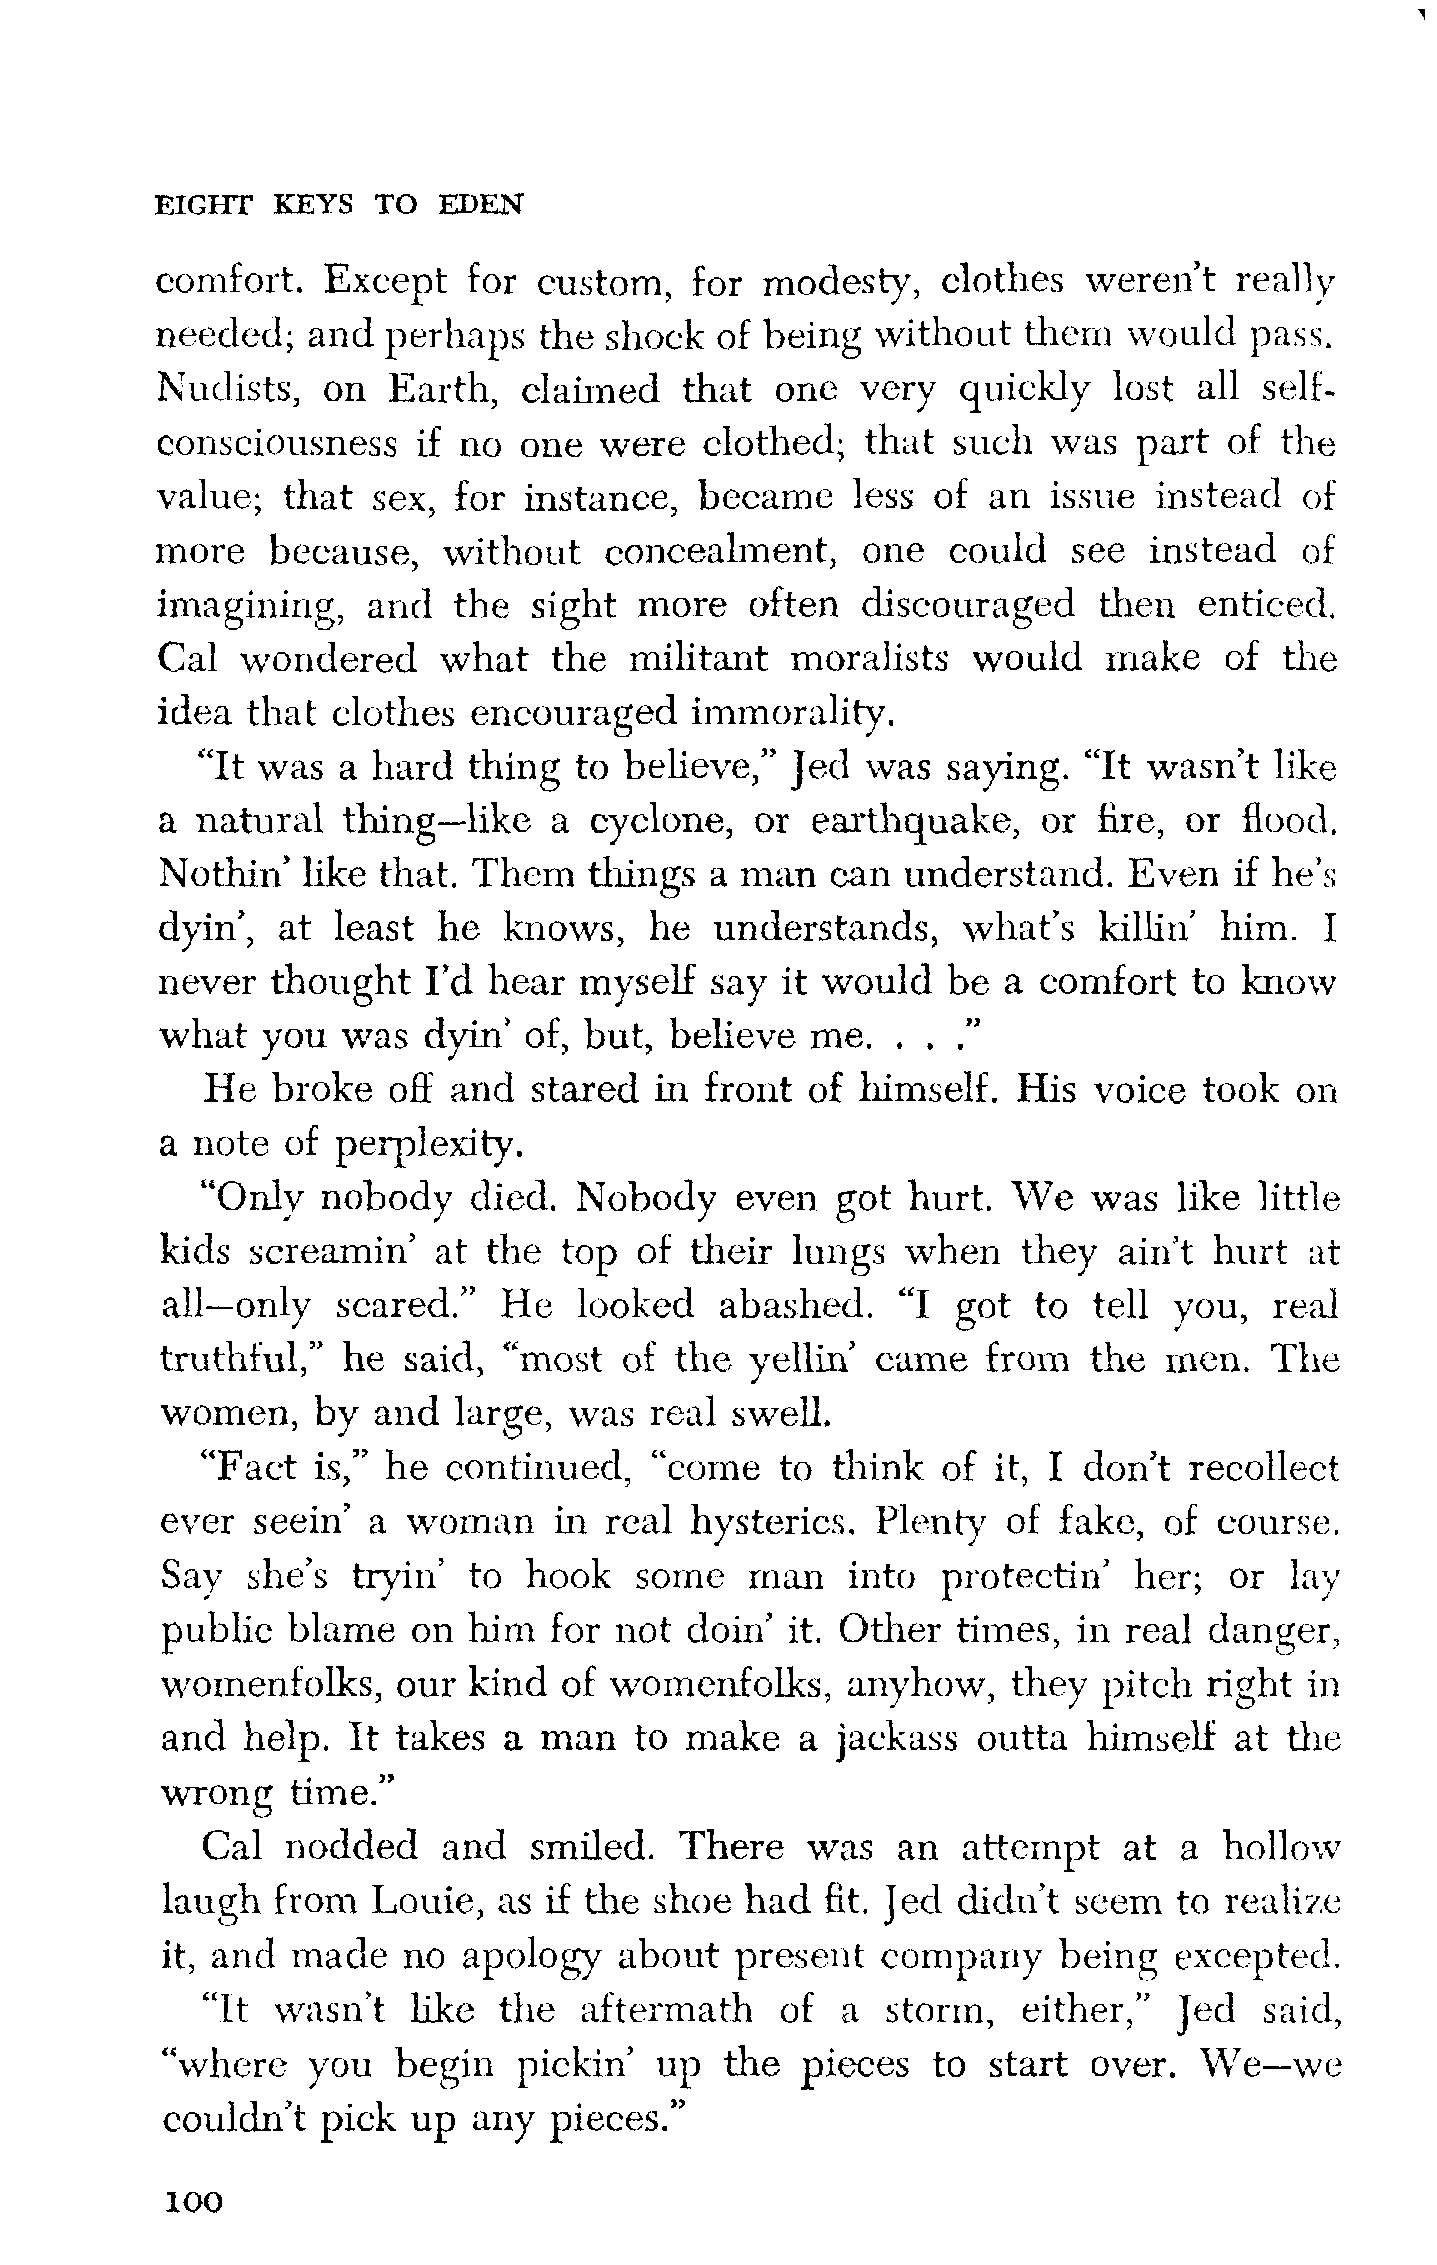 EIGHT KEYS TO EDEN
comfort. Except for custom, for modesty, clothes weren't really
needed; and perhaps the shock of being without them would pass.
Nudists, on Earth, claimed that one very quickly lost all self-
consciousness if no one were clothed; that such was part of the
value; that sex, for instance, became less of an issue instead of
more because, without concealment, one could see instead of
imagining, and the sight more often discouraged then enticed.
Cal wondered what the militant moralists would make of the
idea that clothes encouraged immorality.
“It was a hard thing to believe,” Jed was saying. “It wasn't like
a natural thing—like a cyclone, or earthquake, or fire, or flood.
Nothin' like that. Them things a man can understand. Even if he's
dyin', at least he knows, he understands, what's killin' him. I
never thought I'd hear myself say it would be a comfort to know
what you was dyin' of, but, believe me. . . .”
He broke off and stared in front of himself. His voice took on
a note of perplexity.
“Only nobody died. Nobody even got hurt. We was like little
kids screamin' at the top of their lungs when they ain't hurt at
all—only scared.” He looked abashed. “I got to tell you, real
truthful,” he said, “most of the yellin' came from the men. The
women, by and large, was real swell.
“Fact is,” he continued, “come to think of it, I don't recollect
ever seein' a woman in real hysterics. Plenty of fake, of course.
Say she's tryin' to hook some man into protectin' her; or lay
public blame on him for not doin' it. Other times, in real danger,
womenfolks, our kind of womenfolks, anyhow, they pitch right in
and help. It takes a man to make a jackass outta himself at the
wrong time.”
Cal nodded and smiled. There was an attempt at a hollow
laugh from Louie, as if the shoe had fit. Jed didn't seem to realize
it, and made no apology about present company being excepted.
“It wasn't like the aftermath of a storm, either,” Jed said,
“where you begin pickin' up the pieces to start over. We—we
couldn't pick up any pieces.”
100